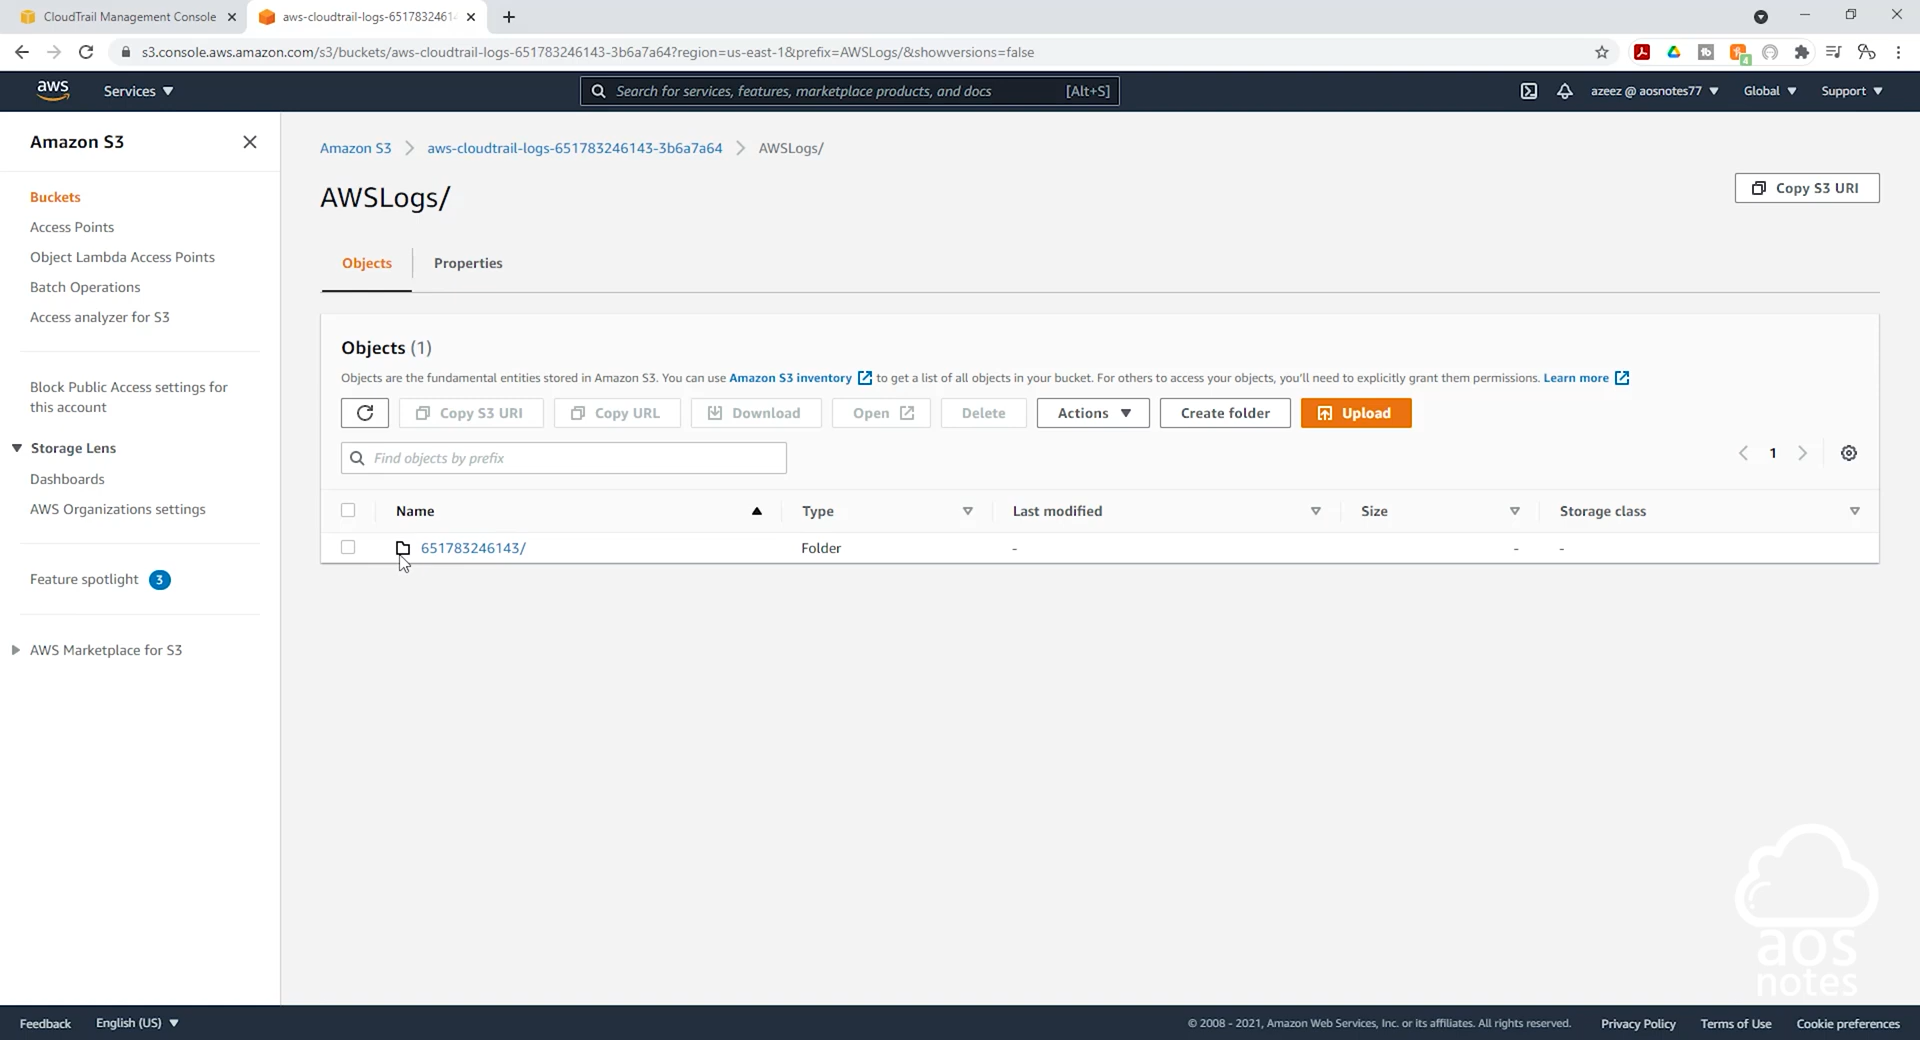 CloudTrail Management Console
aws-cloudtrail-logs-6517832461
s3.console.aws.amazon.com/s3/buckets/aws-cloudtrail-logs-651783246143-3b6a7a64?region=us-east-1&prefix=AWSLogs/&showversions=false
4
aws
Services
Search for services, features, marketplace products, and docs
[Alt+S]
azeez @ aosnotes77
Global
Support
Amazon S3
Buckets
Access Points
Object Lambda Access Points
Batch Operations
Access analyzer for S3
Block Public Access settings for
this account
Storage Lens
Dashboards
AWS Organizations settings
Feature spotlight 3
AWS Marketplace for S3
Amazon S3
aws-cloudtrail-logs-651783246143-3b6a7a64
AWSLogs/
AWSLogs/
Copy S3 URI
Objects
Properties
Objects (1)
Objects are the fundamental entities stored in Amazon S3. You can use Amazon S3 inventory to get a list of all objects in your bucket. For others to access your objects, you'll need to explicitly grant them permissions. Learn more
Copy S3 URI
Copy URL
Download
Open
Delete
Actions
Create folder
Upload
Find objects by prefix
1
Name
Type
Last modified
Size
Storage class
651783246143/
Folder
-
-
-
aos
notes
Feedback
English (US)
© 2008 - 2021, Amazon Web Services, Inc. or its affiliates. All rights reserved.
Privacy Policy
Terms of Use
Cookie preferences